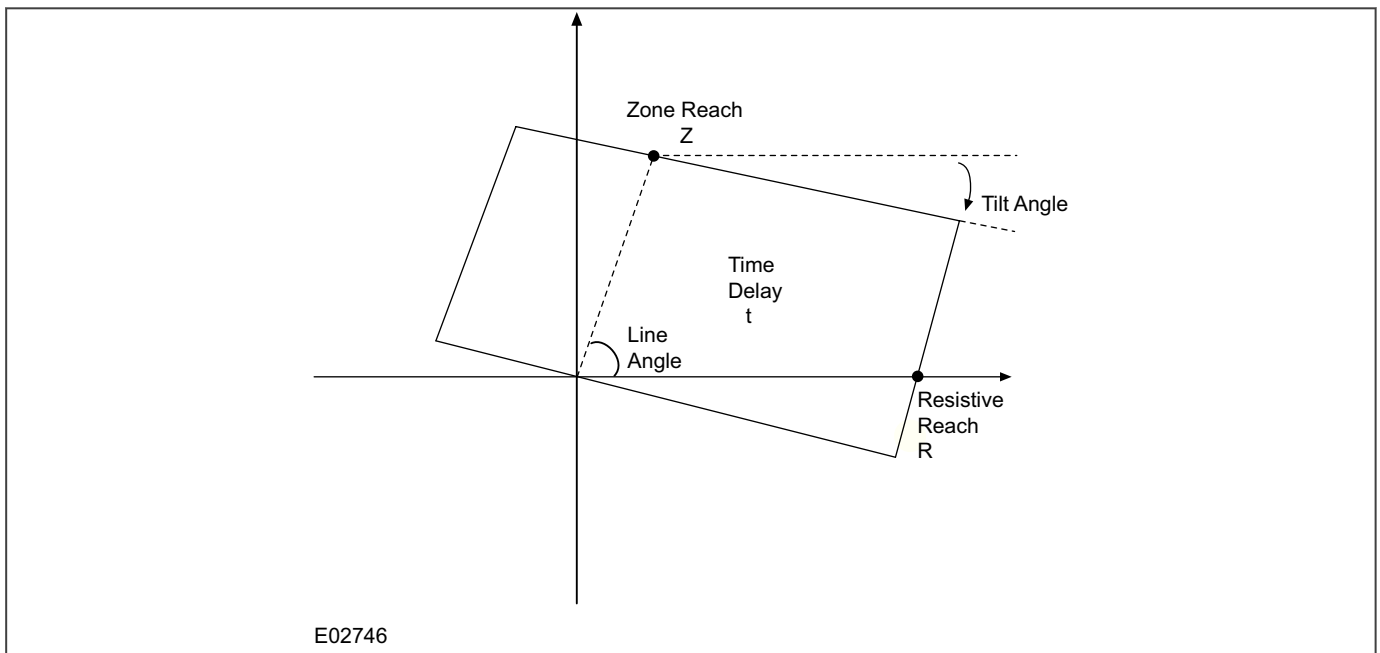 Zone Reach
Z
Tilt Angle
Time
Delay
t
Line
Angle
Resistive
Reach
R
E02746